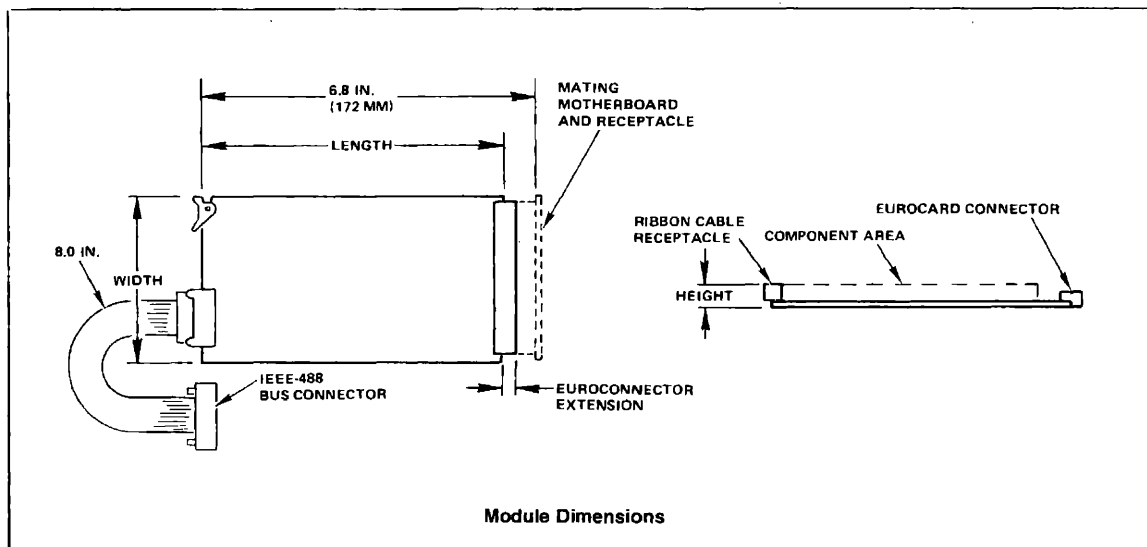 6.8 IN.
(172 MM)
LENGTH
MATING
MOTHERBOARD
AND RECEPTACLE
8.0 IN.
WIDTH
IEEE-488
BUS CONNECTOR
EUROCONNECTOR
EXTENSION
RIBBON CABLE
RECEPTACLE
COMPONENT AREA
EUROCARD CONNECTOR
HEIGHT
Module Dimensions